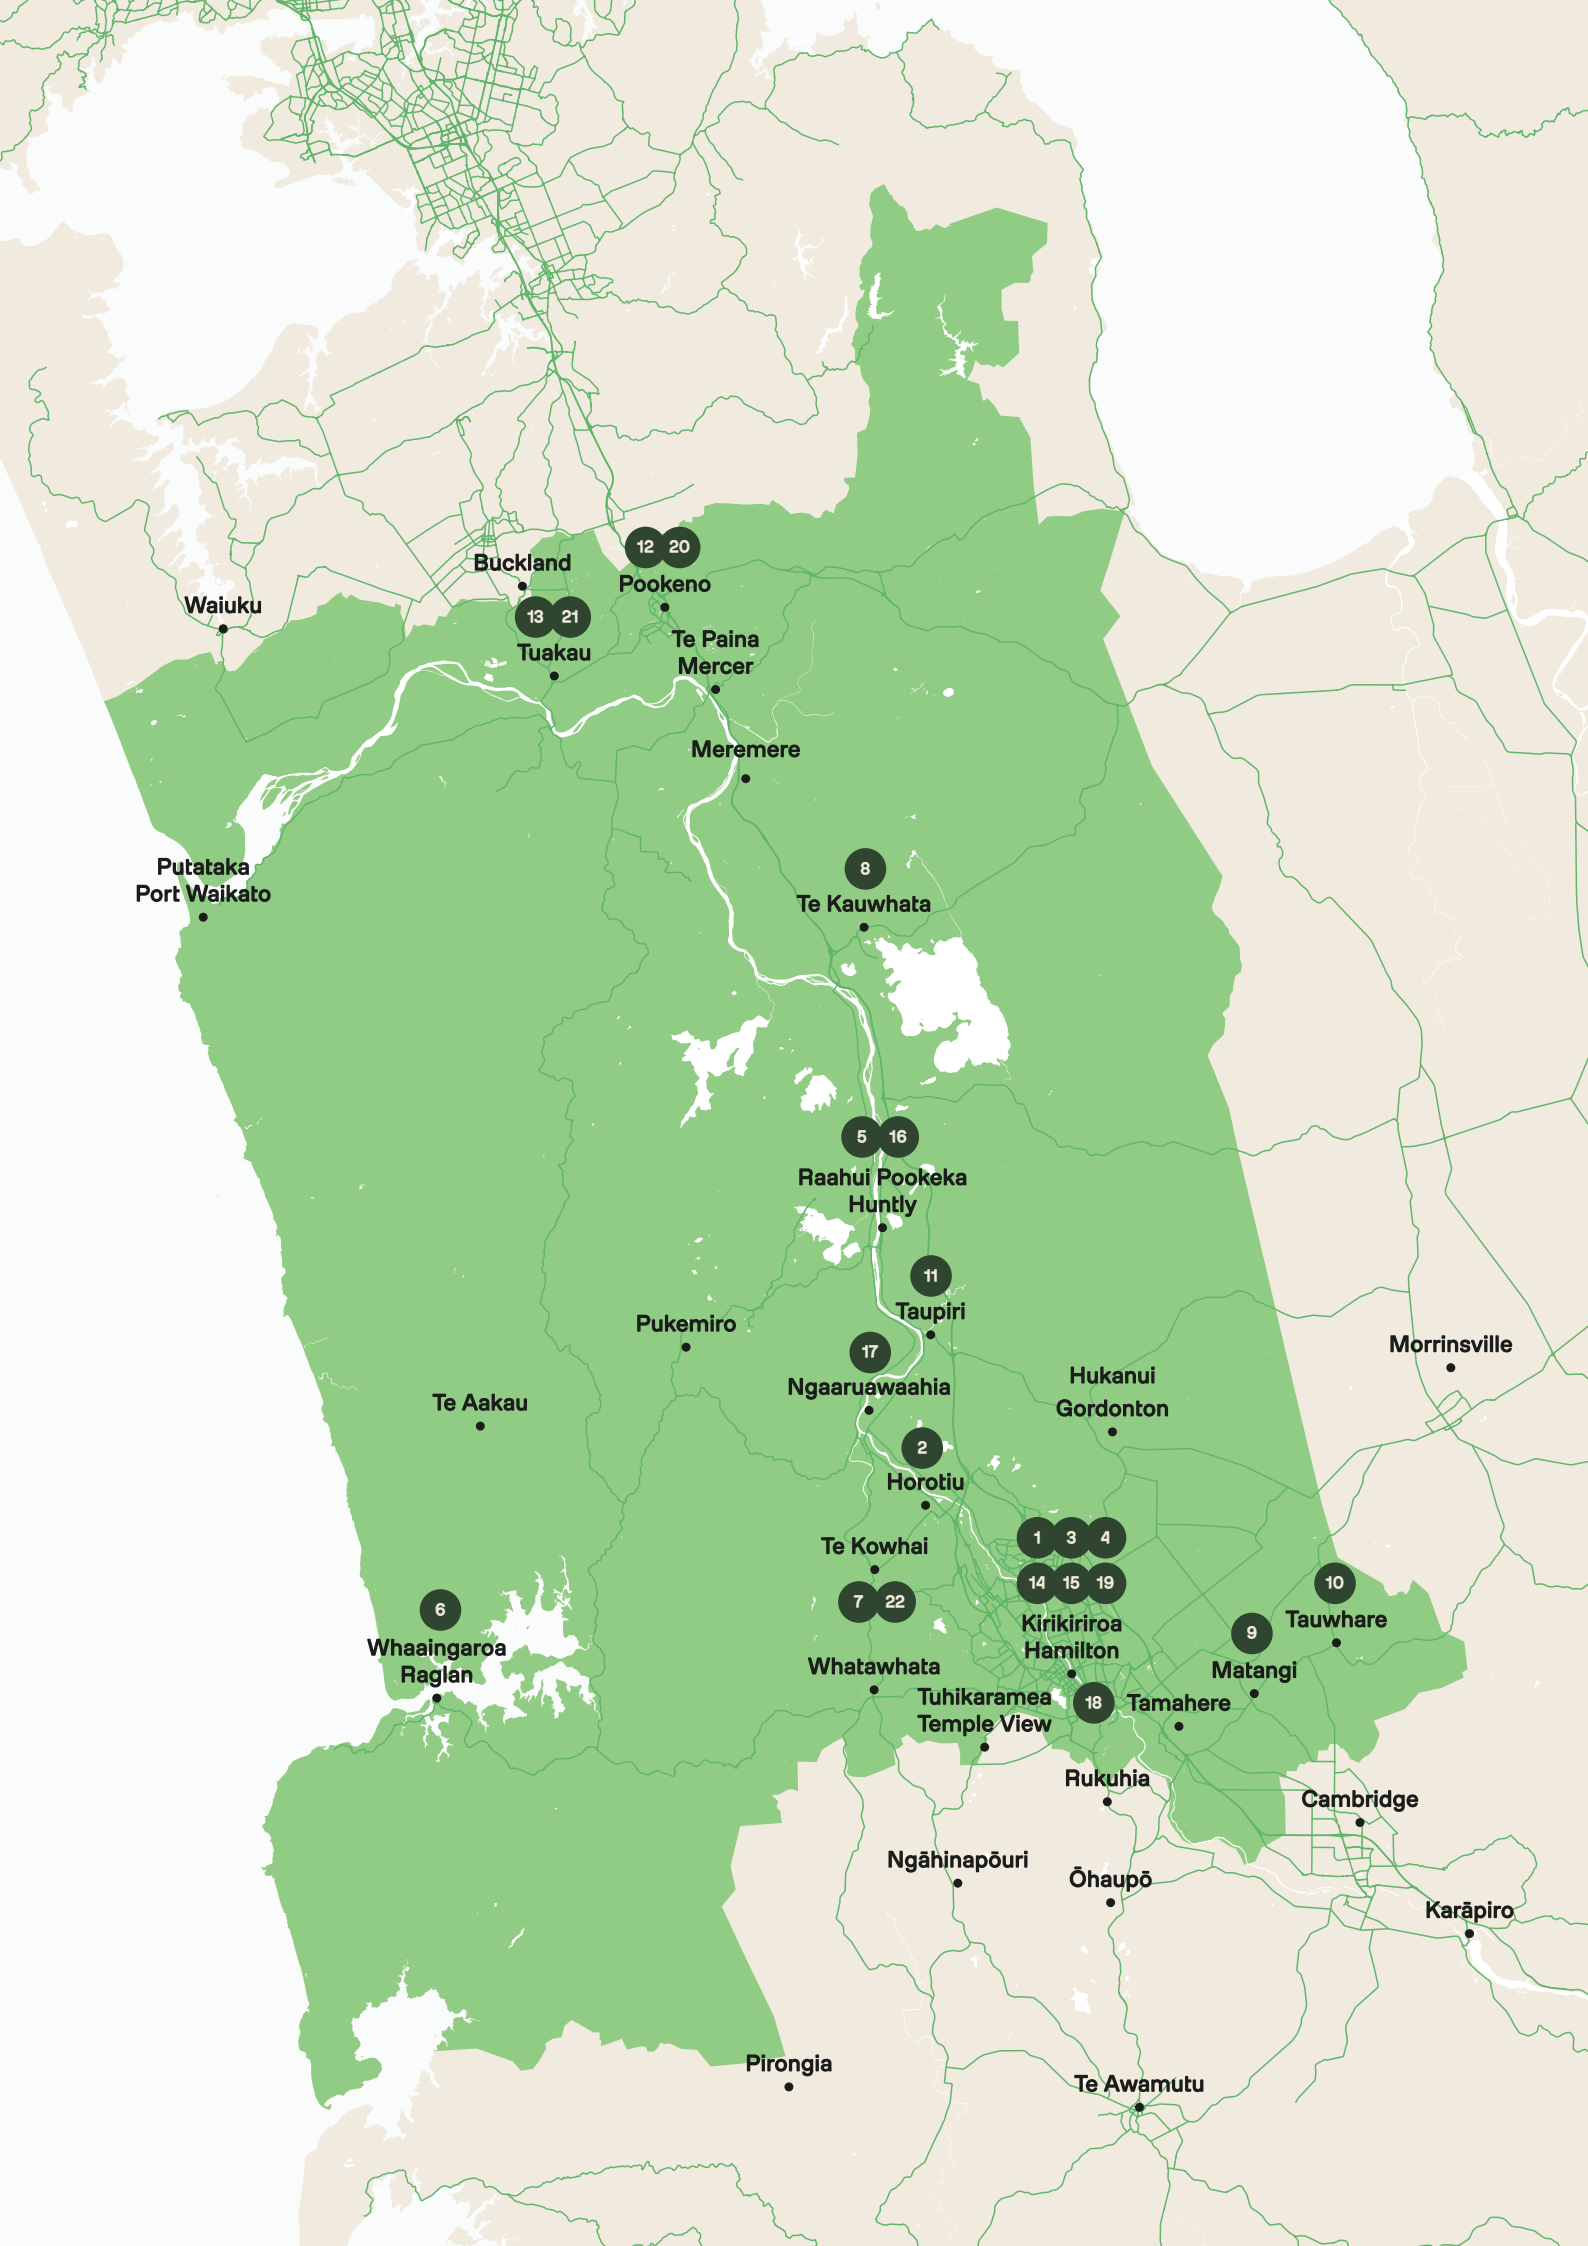 12 20
Buckland
Pookeno
Waiuku
13 21
Te Paina
Mercer
Tuakau
Meremere
8
Putataka
Port Waikato
Te Kauwhata
5 16
Raahui Pookeka
Huntly
11
Taupiri
Pukemiro
17
Morrinsville
Ngaaruawaahia
Hukanui
Gordonton
Te Aakau
2
Horotiu
1 3 4
Te Kowhai
14 15 19
10
7 22
6
Kirikiriroa
Hamilton
Tauwhare
9
Whaaingaroa
Raglan
Whatawhata
Matangi
Tuhikaramea
Temple View
18
Tamahere
Rukuhia
Cambridge
Ngāhinapōuri
Ōhaupō
Karāpiro
Pirongia
Te Awamutu